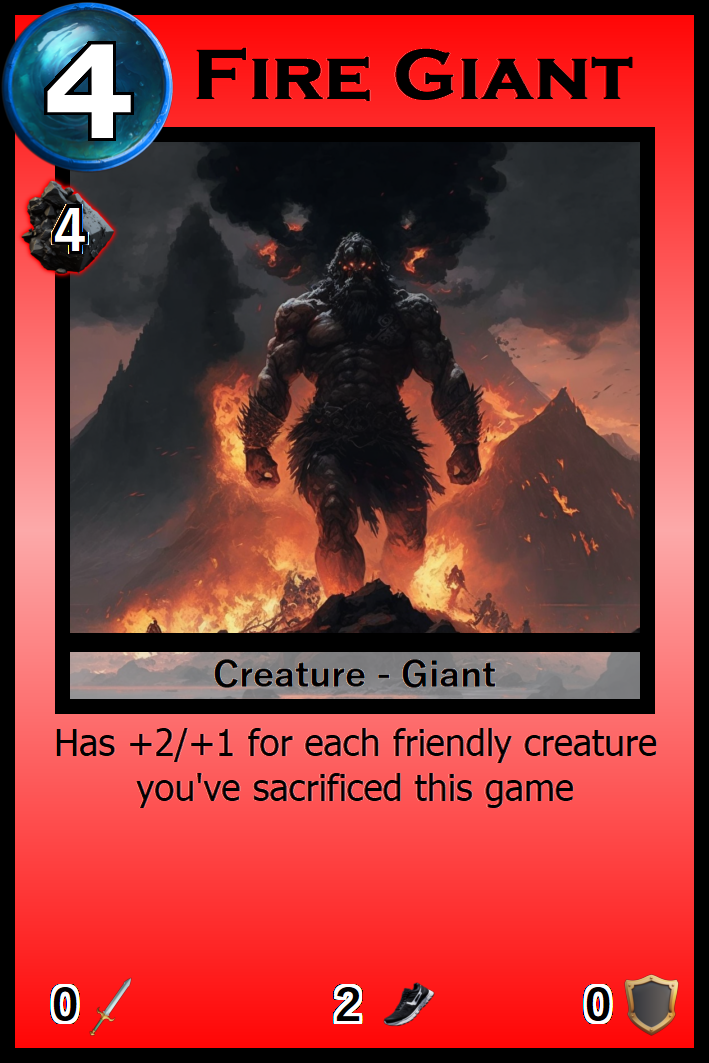 4
FIRE GIANT
4
Creature - Giant
Has +2/+1 for each friendly creature
you've sacrificed this game
0 2 0